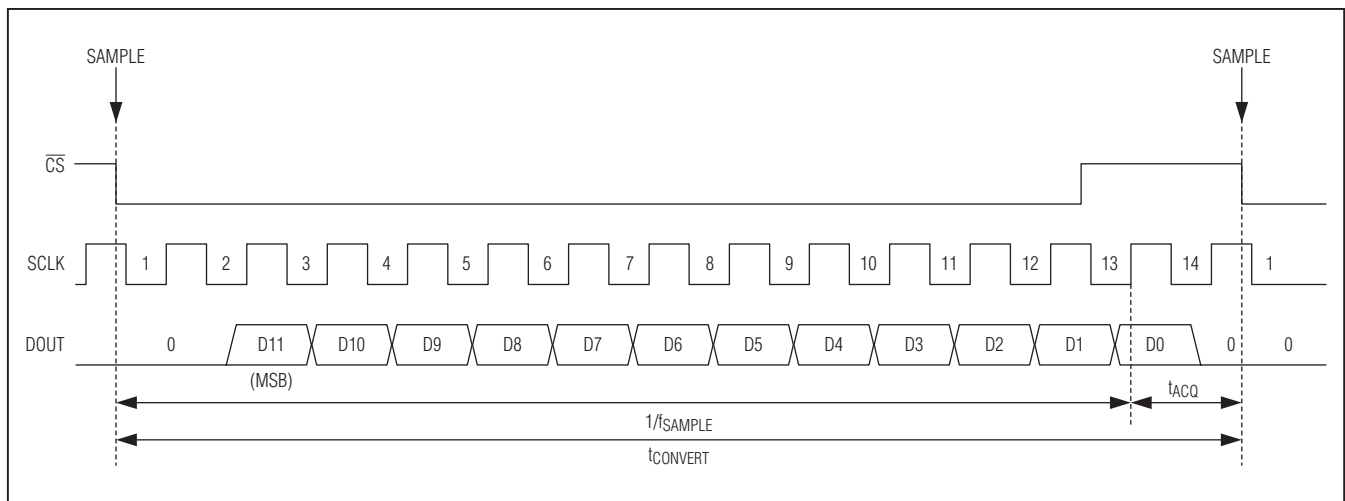 SAMPLE SAMPLE
CS
SCLK 1 2 3 4 5 6 7 8 9 10 11 12 13 14 1
DOUT 0 D11 D10 D9 D8 D7 D6 D5 D4 D3 D2 D1 D0 0 0
(MSB)
tACQ
1/fSAMPLE
tCONVERT